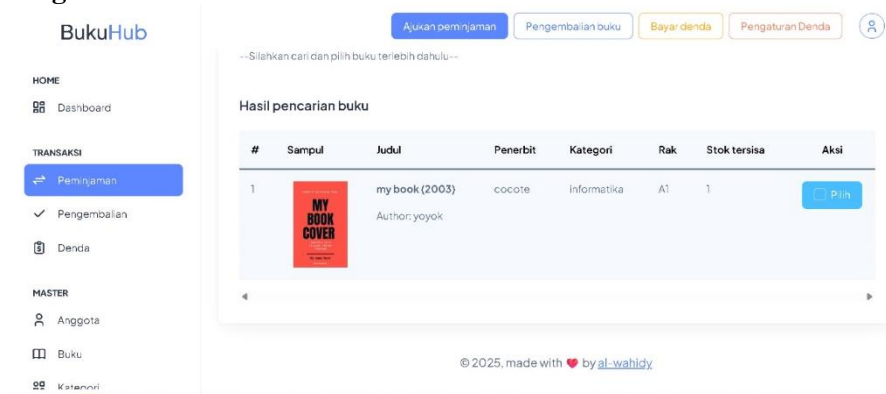 BukuHub
Ajukan peminjaman
Pengembalian buku
Bayar denda
Pengaturan Denda
--Silahkan cari dan pilih buku terlebih dahulu--
HOME
Dashboard
TRANSAKSI
Peminjaman
Pengembalian
Denda
MASTER
Anggota
Buku
Kategori
Hasil pencarian buku
# Sampul Judul Penerbit Kategori Rak Stok tersisa Aksi
1 my book (2003) cocote informatika A1 1 Pilih
Author: yoyok
MY
BOOK
COVER
© 2025, made with ❤ by al-wahidy